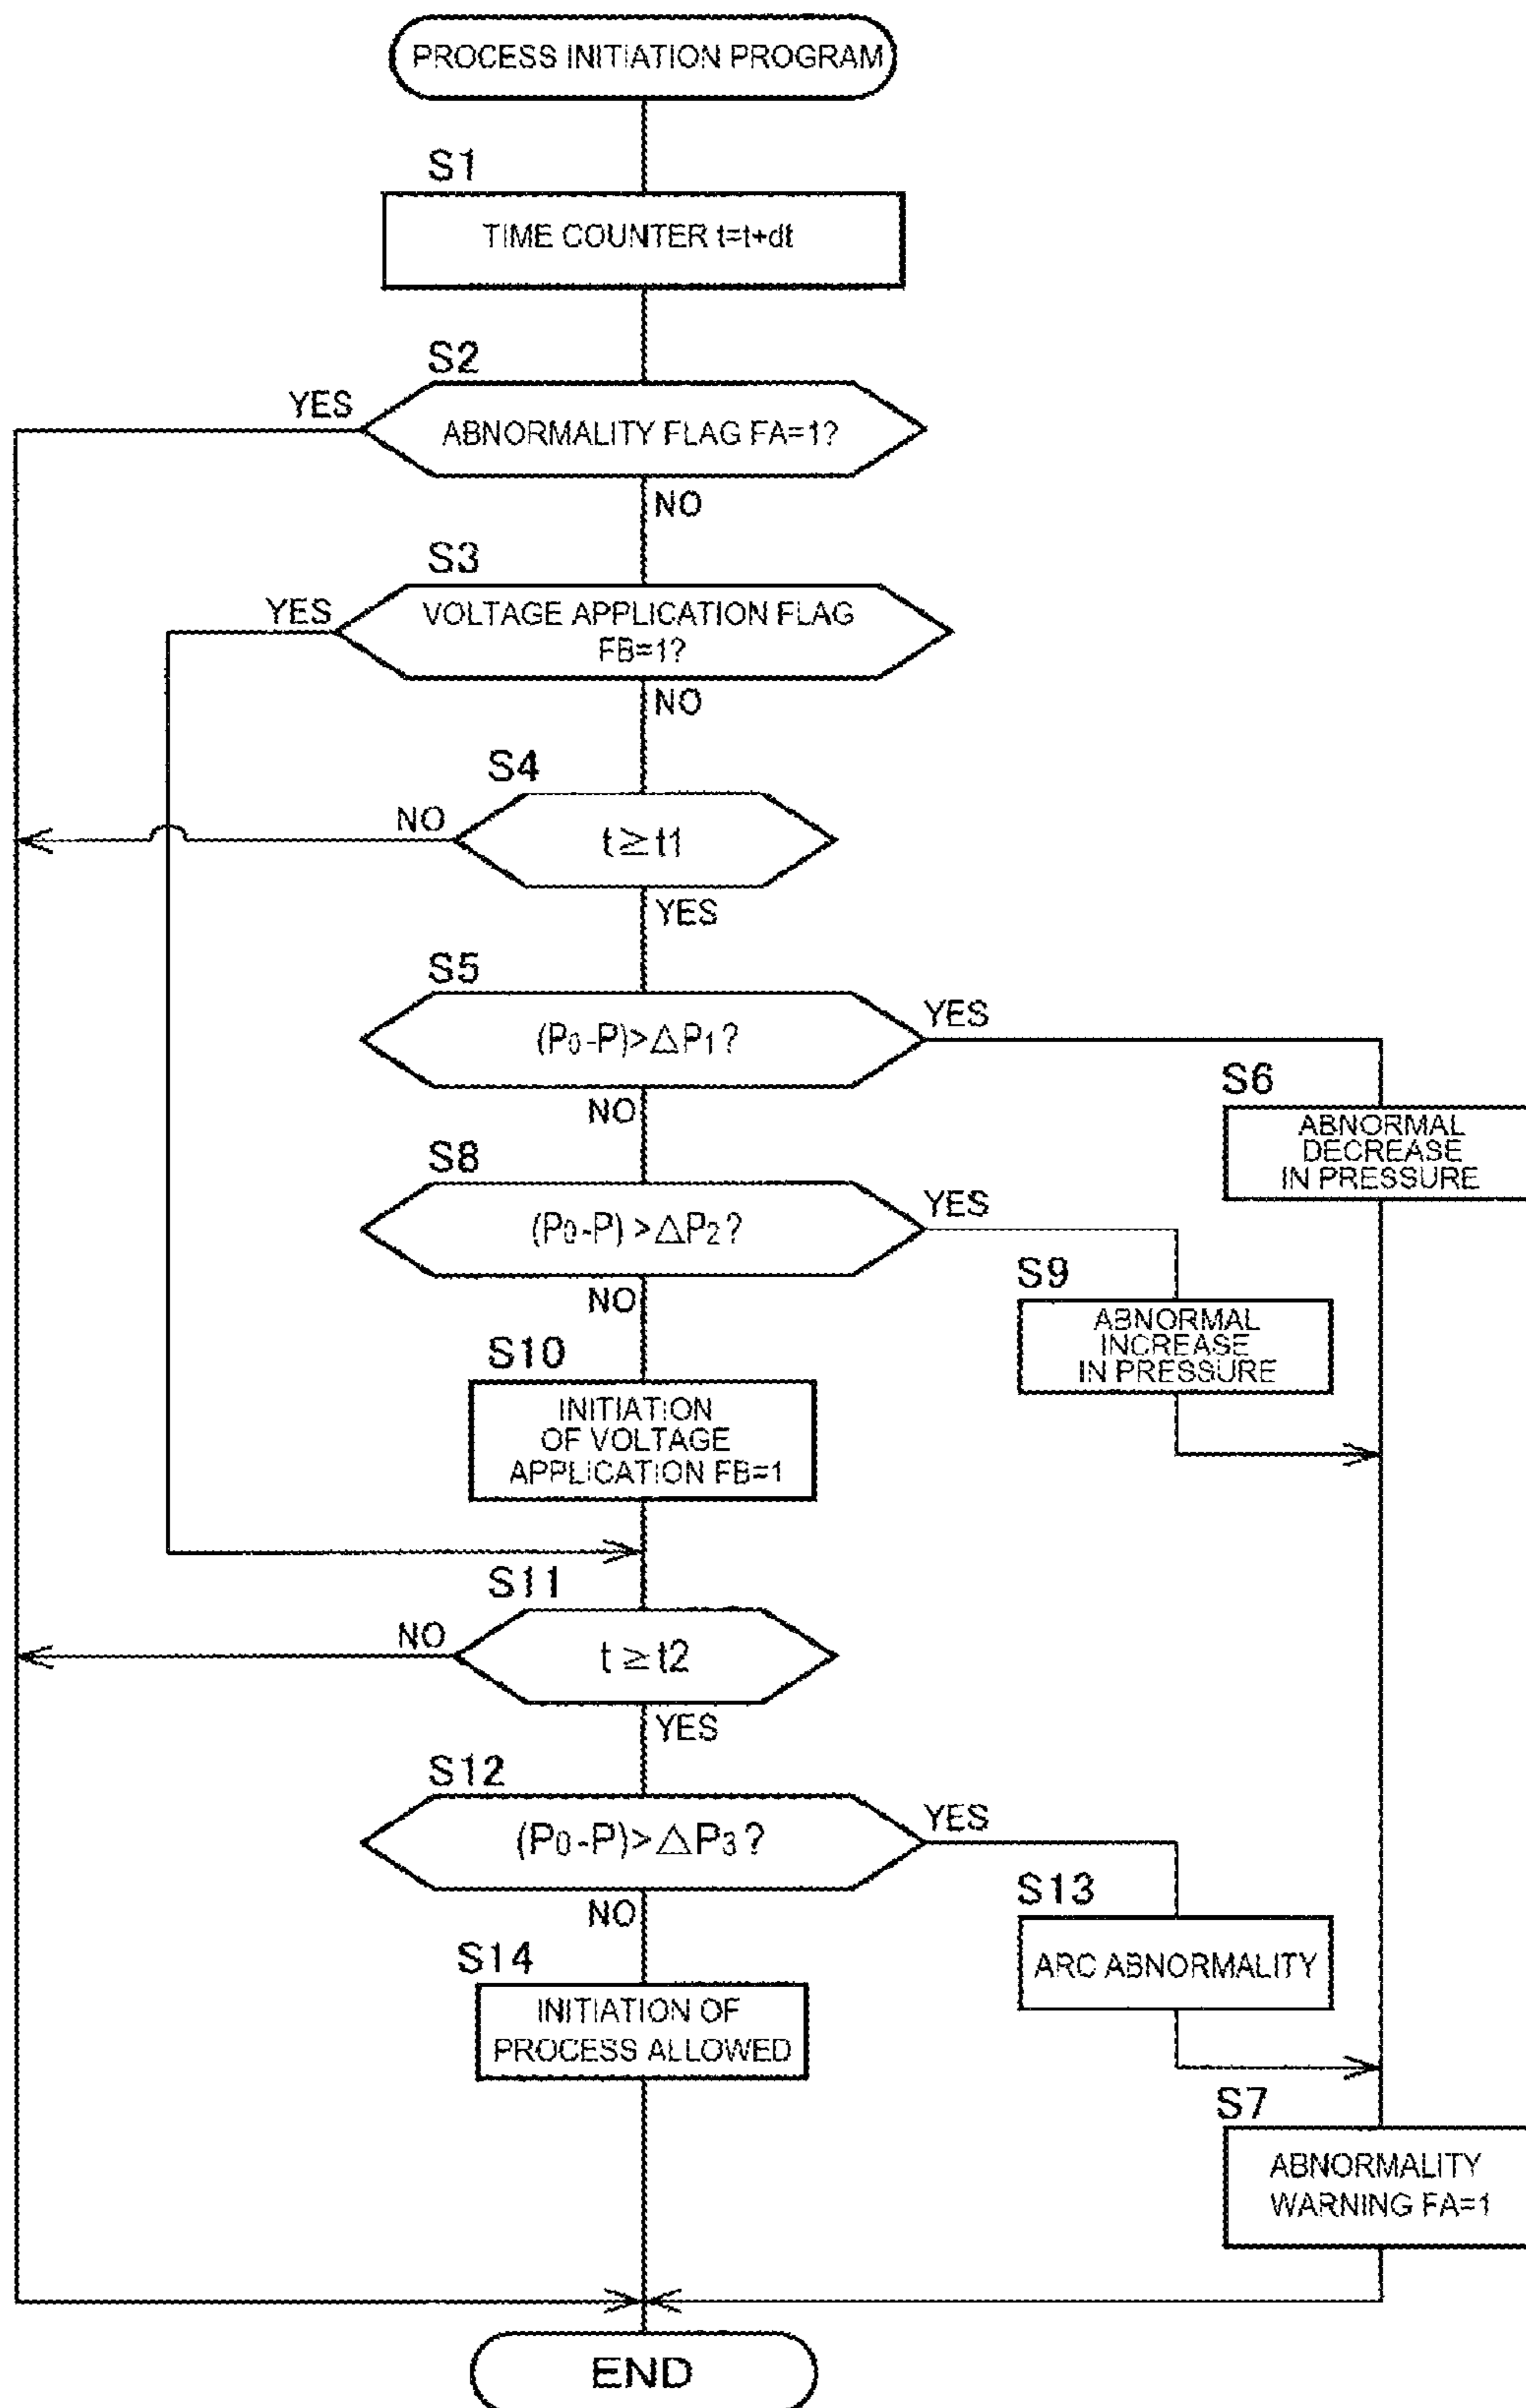 PROCESS INITIATION PROGRAM
S1
TIME COUNTER t=t+dt
S2
YES
ABNORMALITY FLAG FA=1?
NO
S3
YES
VOLTAGE APPLICATION FLAG
FB=1?
NO
S4
NO
t≥t1
YES
S5
YES
(P0-P)>△P1?
NO
S6
ABNORMAL
DECREASE
IN PRESSURE
S8
YES
(P0-P)>△P2?
NO
S9
ABNORMAL
INCREASE
IN PRESSURE
S10
INITIATION
OF VOLTAGE
APPLICATION FB=1
S11
NO
t≥t2
YES
S12
YES
(P0-P)>△P3?
NO
S13
ARC ABNORMALITY
S14
INITIATION OF
PROCESS ALLOWED
S7
ABNORMALITY
WARNING FA=1
END